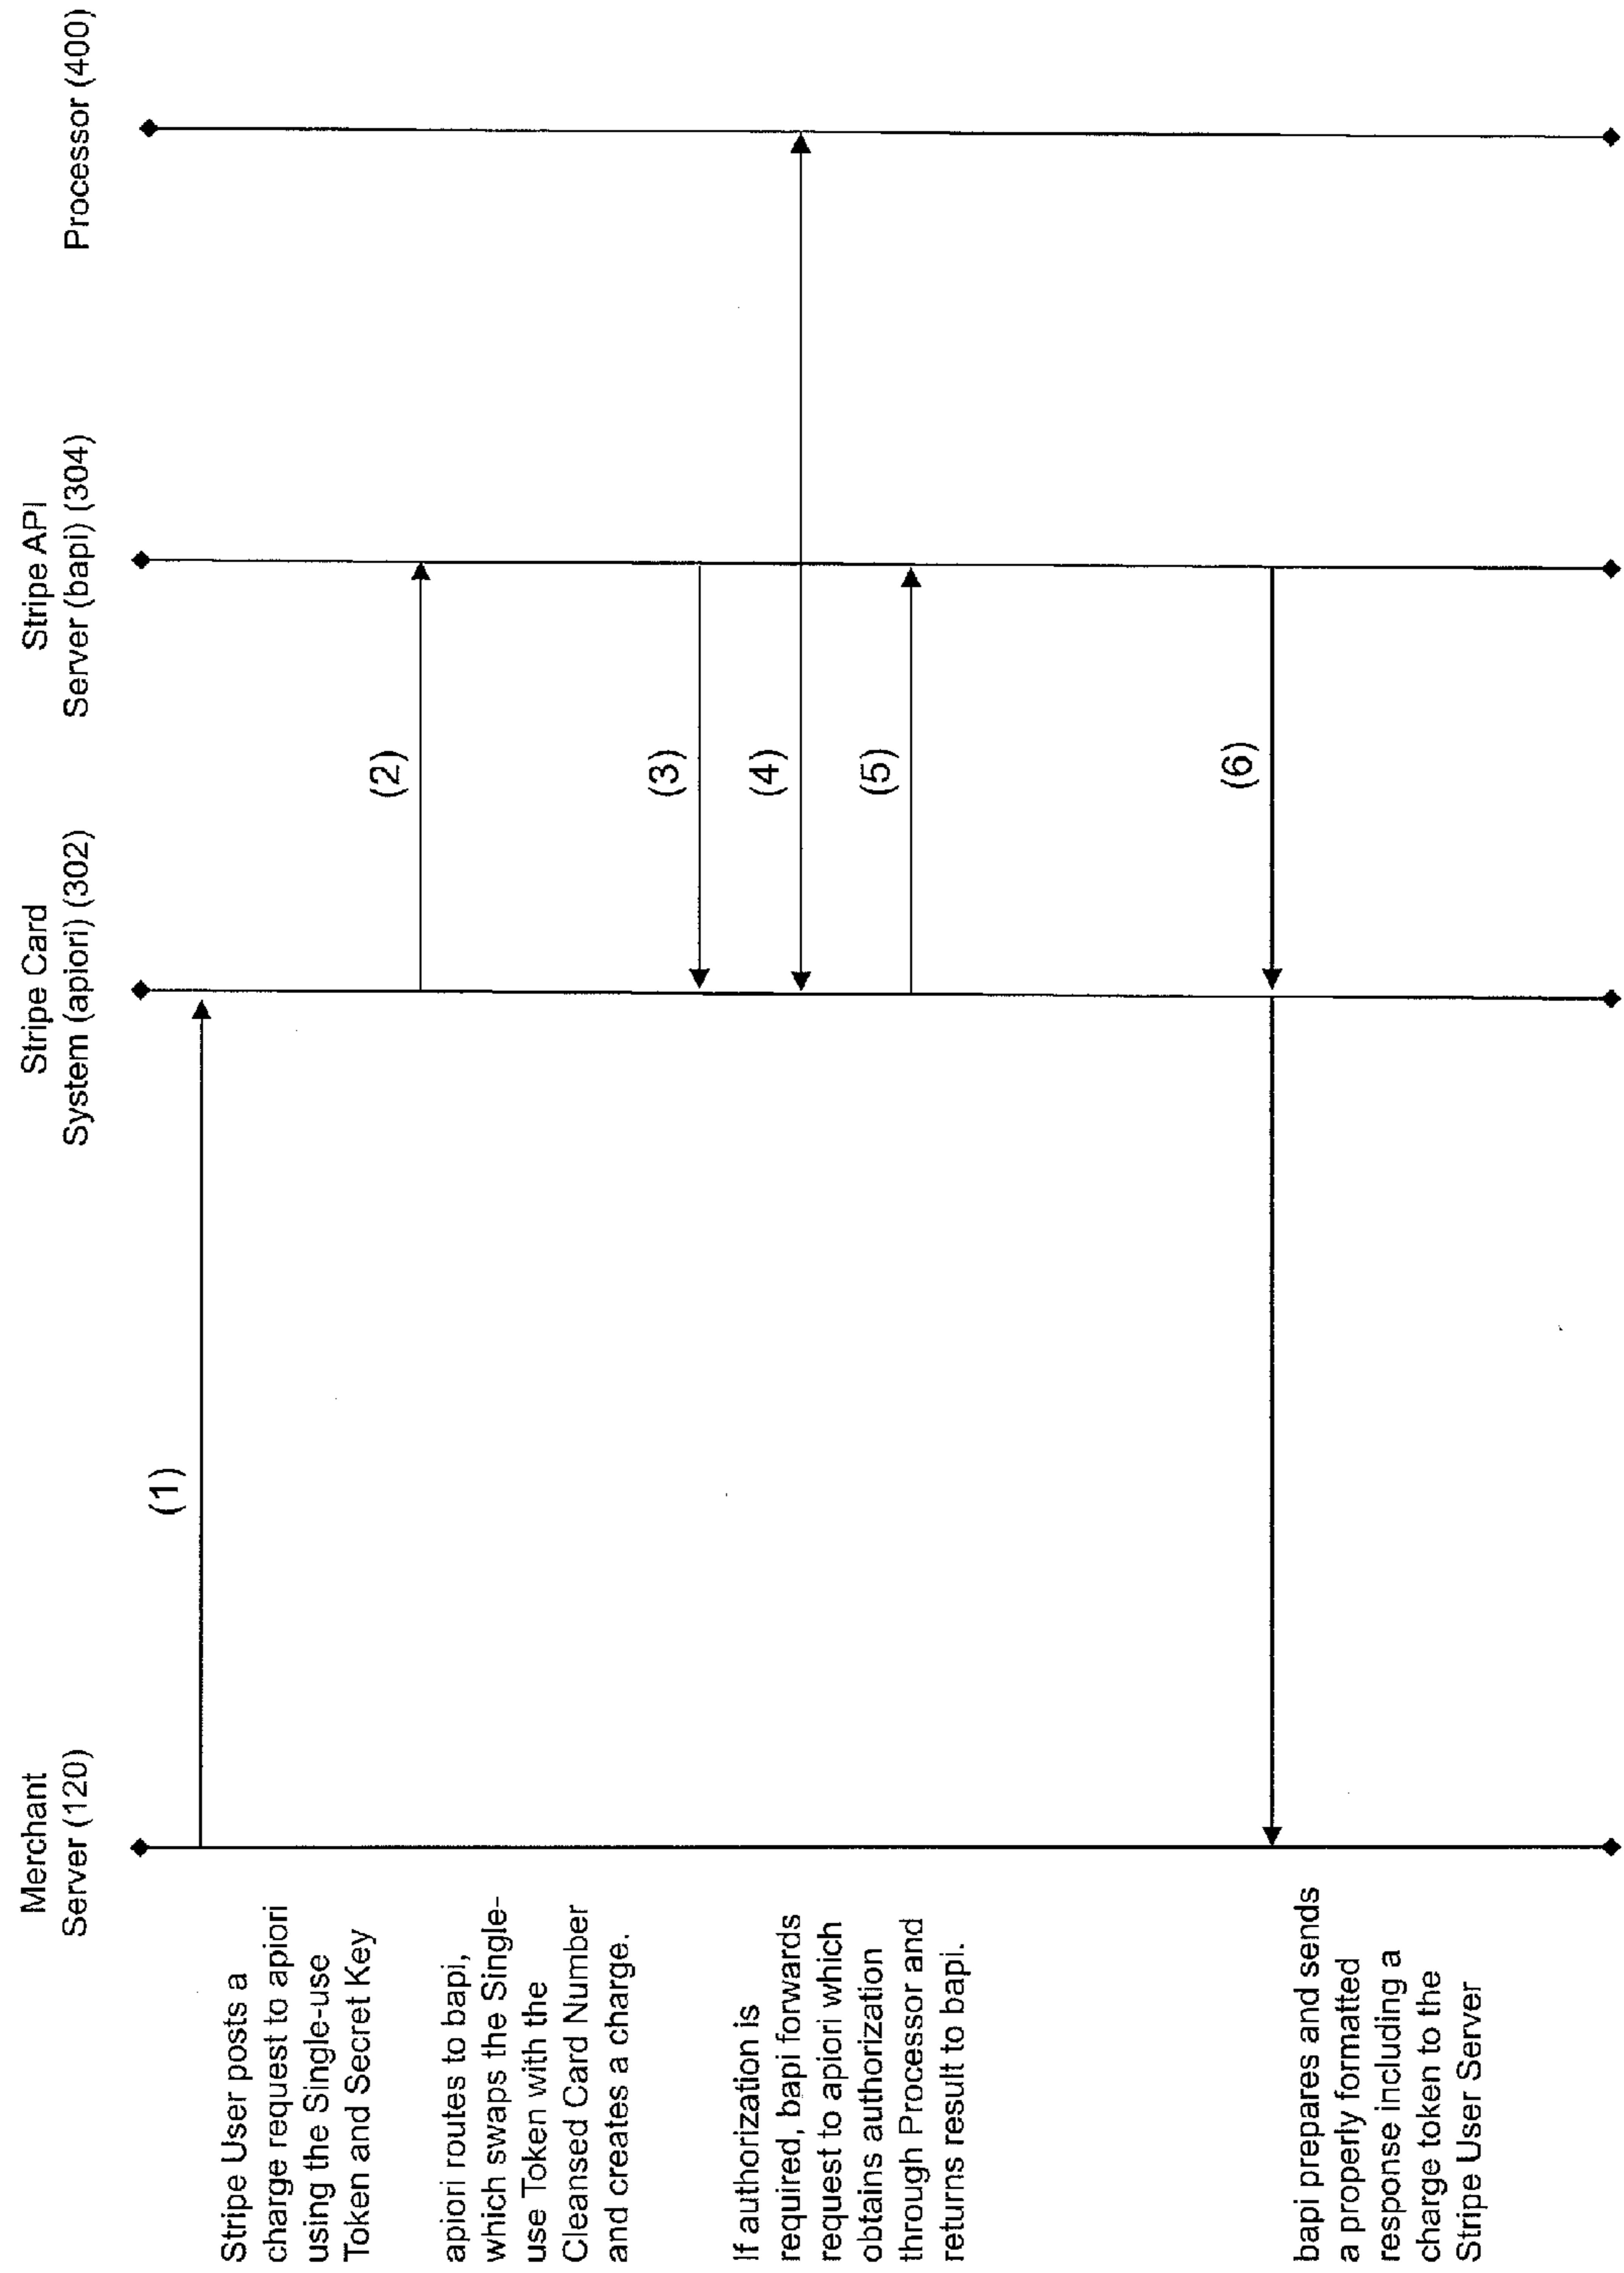 Merchant
Server (120)
Stripe Card
System (apiori) (302)
Stripe API
Server (bapi) (304)
Processor (400)
Stripe User posts a
charge request to apiori
using the Single-use
Token and Secret Key
(1)
apiori routes to bapi,
which swaps the Single-
use Token with the
Cleansed Card Number
and creates a charge.
(2)
If authorization is
required, bapi forwards
request to apiori which
obtains authorization
through Processor and
returns result to bapi.
(3)
(4)
(5)
bapi prepares and sends
a properly formatted
response including a
charge token to the
Stripe User Server
(6)